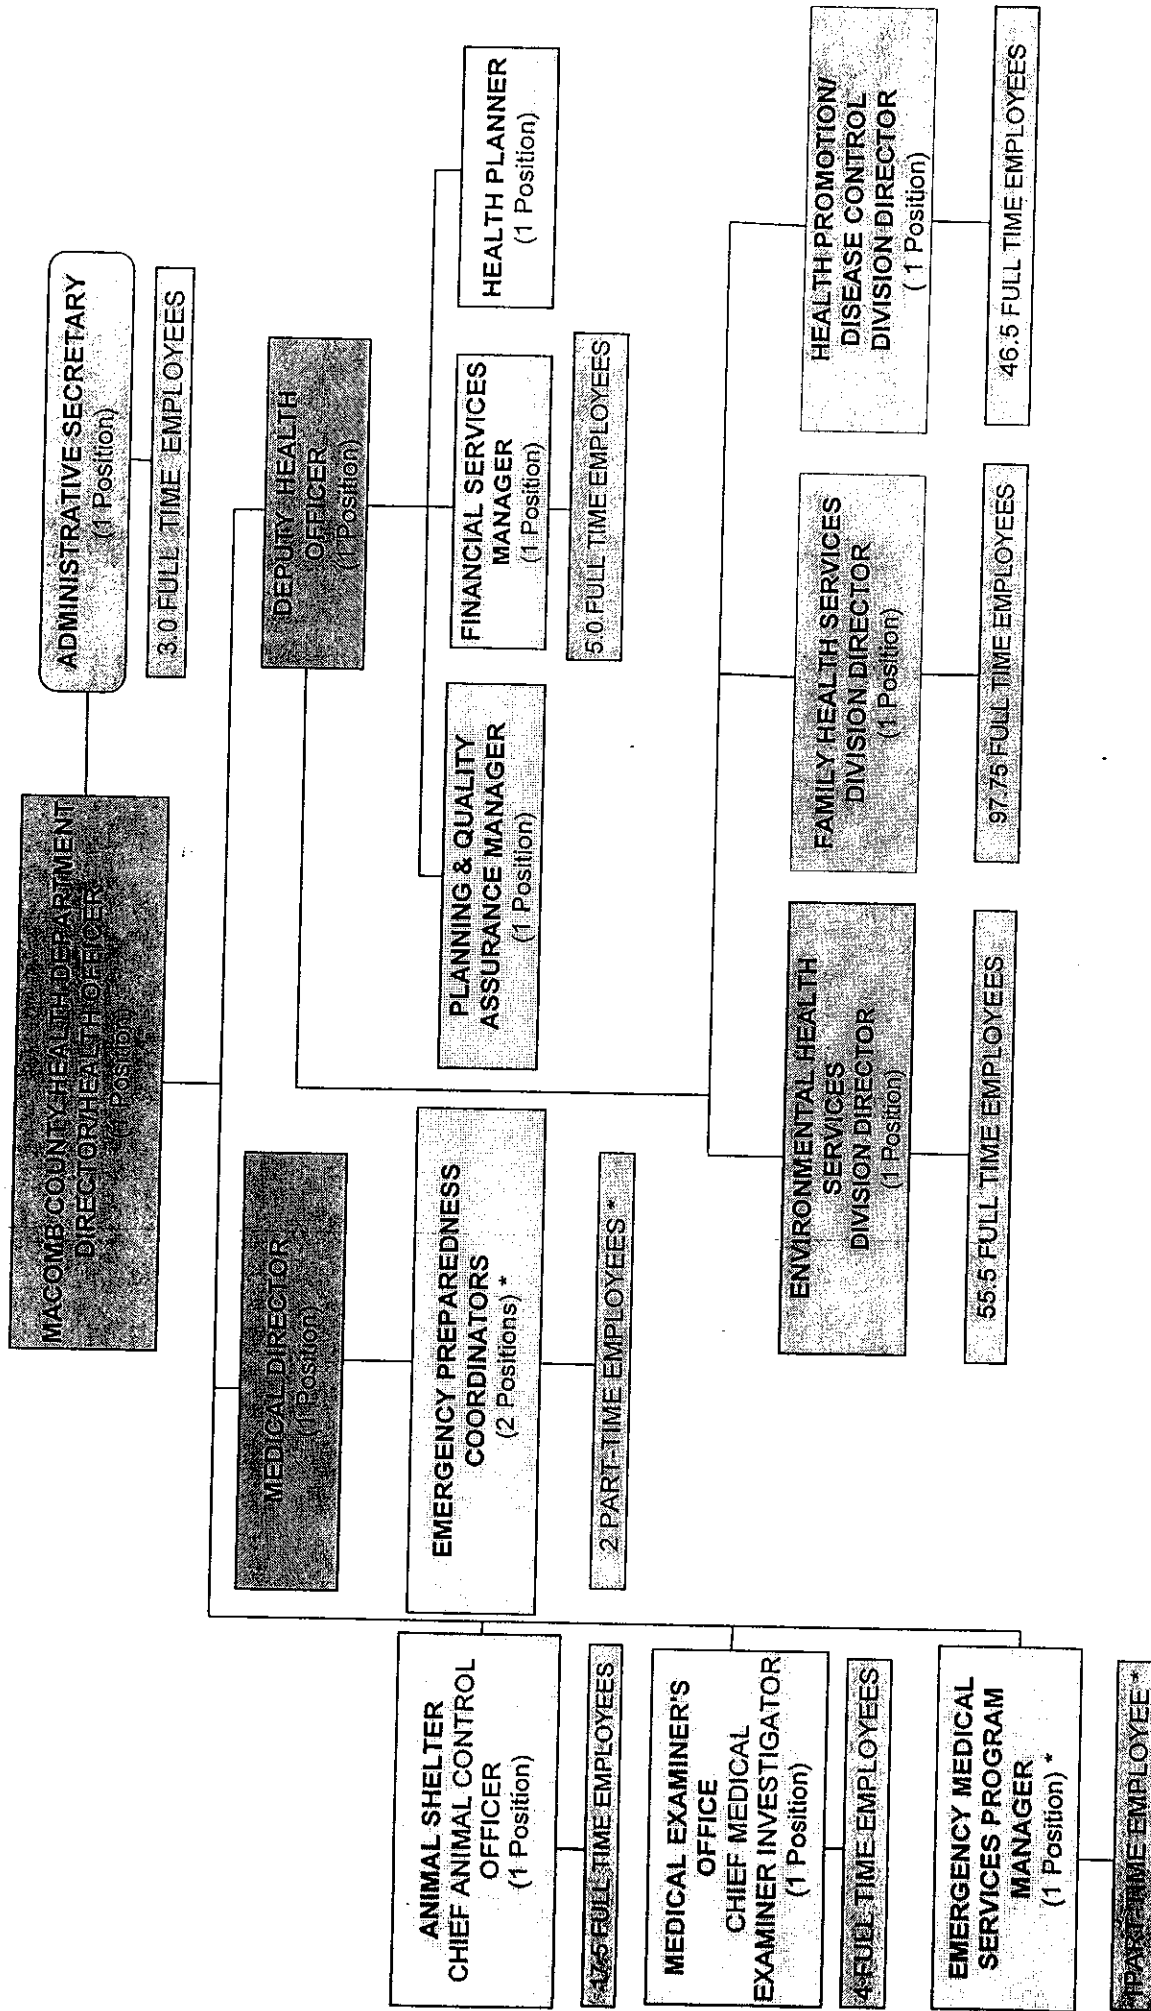 MACOMB COUNTY HEALTH DEPARTMENT
DIRECTOR/HEALTH OFFICER
(1 Position)
ADMINISTRATIVE SECRETARY
(1 Position)
3.0 FULL TIME EMPLOYEES
MEDICAL DIRECTOR
(1 Position)
DEPUTY HEALTH
OFFICER
(1 Position)
ANIMAL SHELTER
CHIEF ANIMAL CONTROL
OFFICER
(1 Position)
17.5 FULL TIME EMPLOYEES
EMERGENCY PREPAREDNESS
COORDINATORS
(2 Positions) *
2 PART-TIME EMPLOYEES *
PLANNING & QUALITY
ASSURANCE MANAGER
(1 Position)
FINANCIAL SERVICES
MANAGER
(1 Position)
5.0 FULL TIME EMPLOYEES
HEALTH PLANNER
(1 Position)
MEDICAL EXAMINER'S
OFFICE
CHIEF MEDICAL
EXAMINER INVESTIGATOR
(1 Position)
4 FULL TIME EMPLOYEES
ENVIRONMENTAL HEALTH
SERVICES
DIVISION DIRECTOR
(1 Position)
55.5 FULL TIME EMPLOYEES
FAMILY HEALTH SERVICES
DIVISION DIRECTOR
(1 Position)
97.75 FULL TIME EMPLOYEES
HEALTH PROMOTION/
DISEASE CONTROL
DIVISION DIRECTOR
( 1 Position)
46.5 FULL TIME EMPLOYEES
EMERGENCY MEDICAL
SERVICES PROGRAM
MANAGER
(1 Position) *
1 PART-TIME EMPLOYEE *